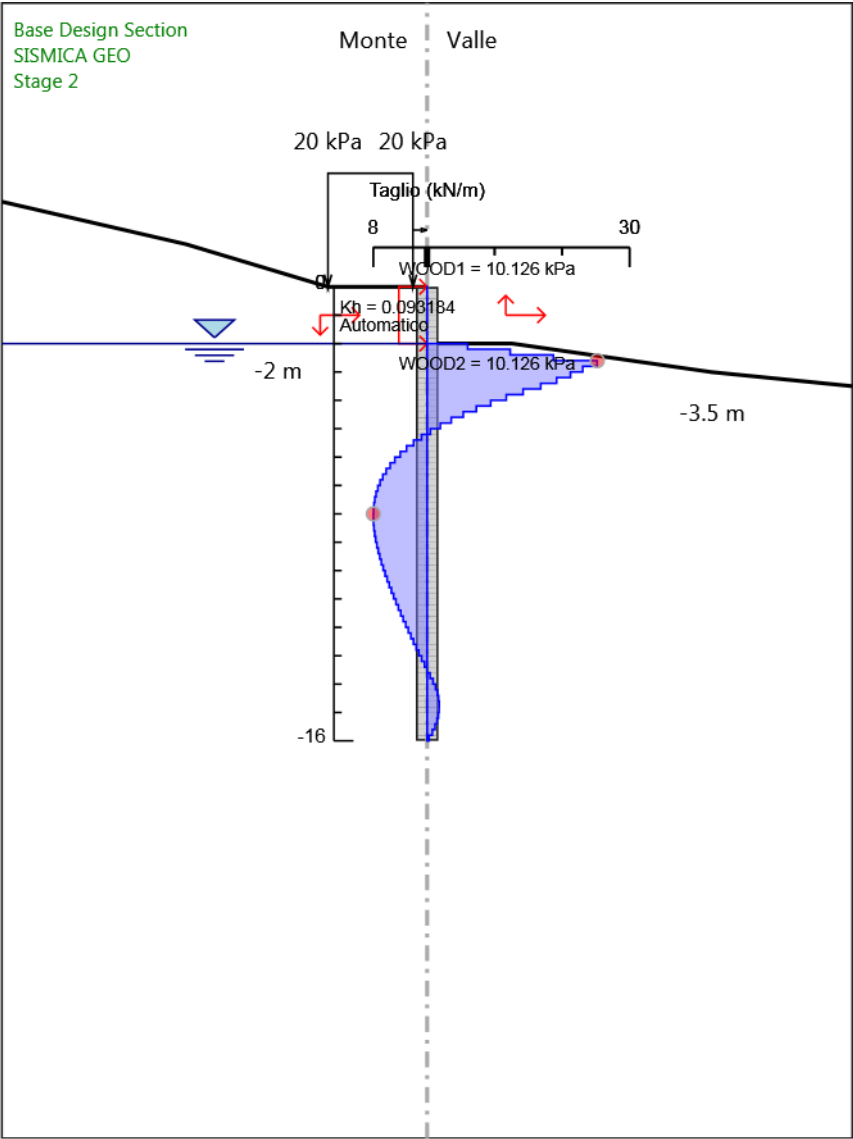 Base Design Section
SISMICA GEO
Stage 2
Monte
Valle
20 kPa
20 kPa
Taglio (kN/m)
8
30
WOOD1 = 10.126 kPa
0
Kh = 0.093184
Automatico
WOOD2 = 10.126 kPa
-2 m
-3.5 m
-16